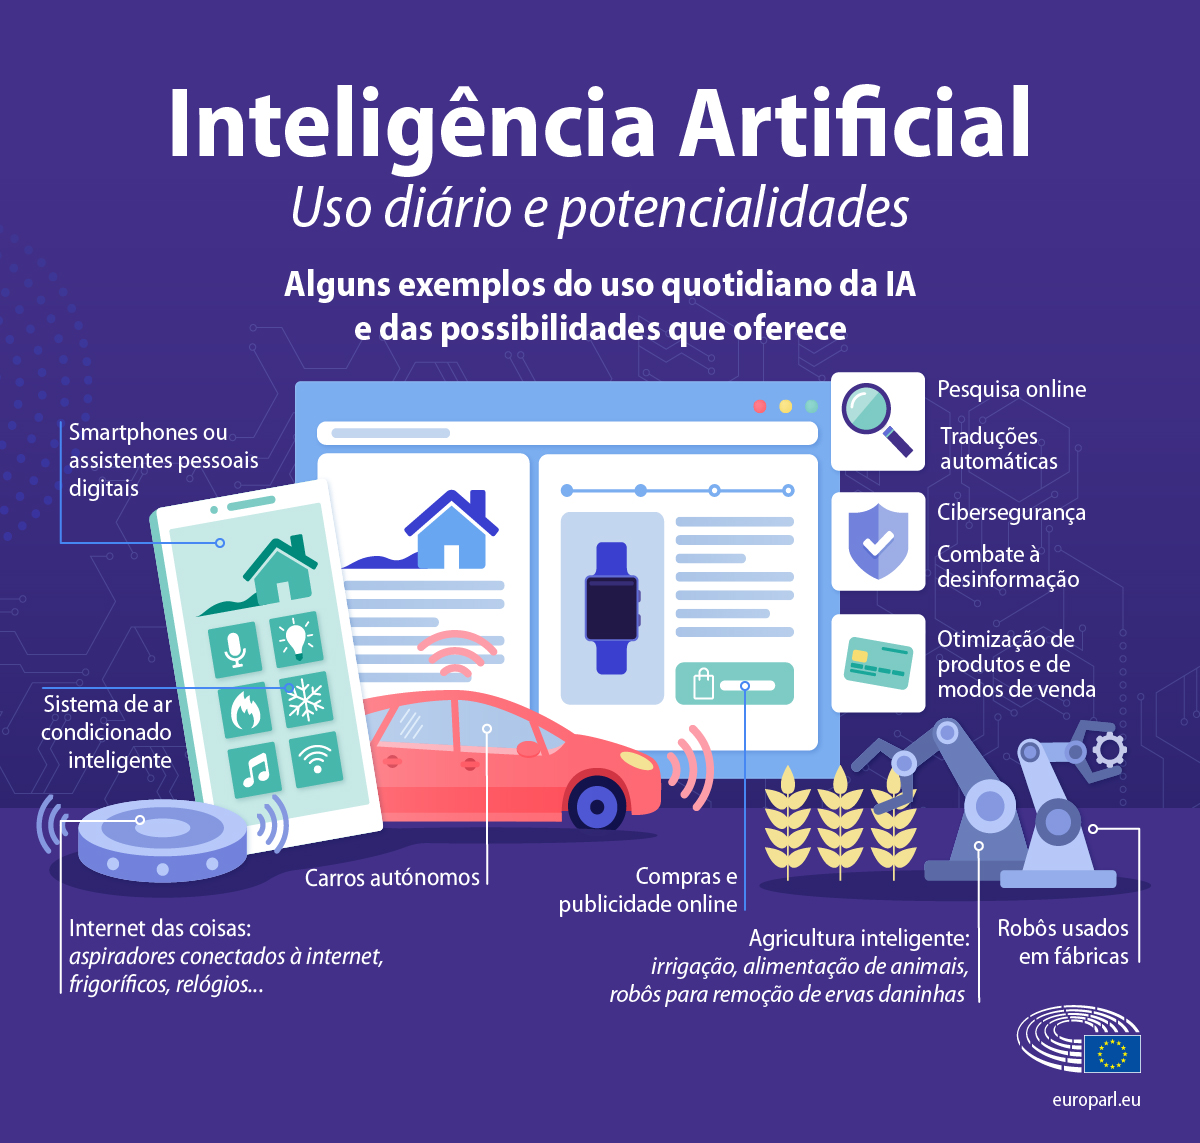 Inteligência Artificial
Uso diário e potencialidades
Alguns exemplos do uso quotidiano da IA
e das possibilidades que oferece
Smartphones ou
assistentes pessoais
digitais
Pesquisa online
Traduções
automáticas
Cibersegurança
Combate à
desinformação
Otimização de
produtos e de
modos de venda
Sistema de ar
condicionado
inteligente
Carros autónomos
Compras e
publicidade online
Internet das coisas:
aspiradores conectados à internet,
frigoríficos, relógios...
Agricultura inteligente:
irrigação, alimentação de animais,
robôs para remoção de ervas daninhas
Robôs usados
em fábricas
europarl.eu